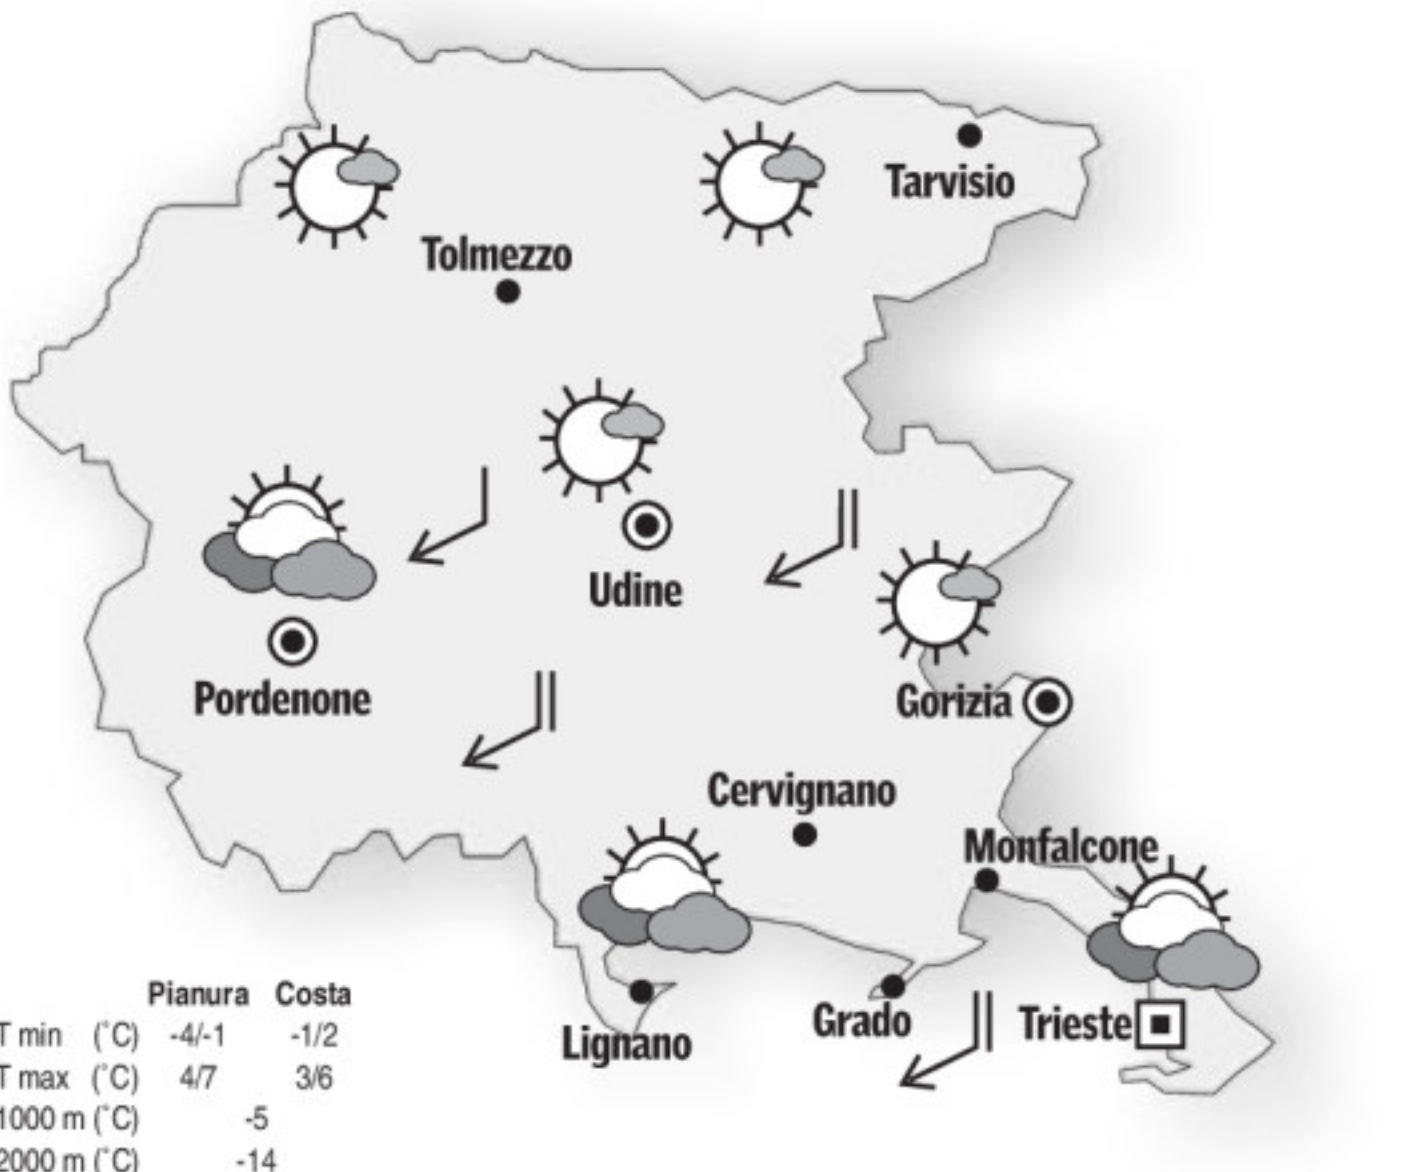 Tarvisio
Tolmezzo
Udine
Pordenone
Gorizia
Cervignano
Monfalcone
Grado
Trieste
Lignano
Pianura Costa
T min (°C) -4/-1 -1/2
T max (°C) 4/7 3/6
1000 m (°C) -5
2000 m (°C) -14